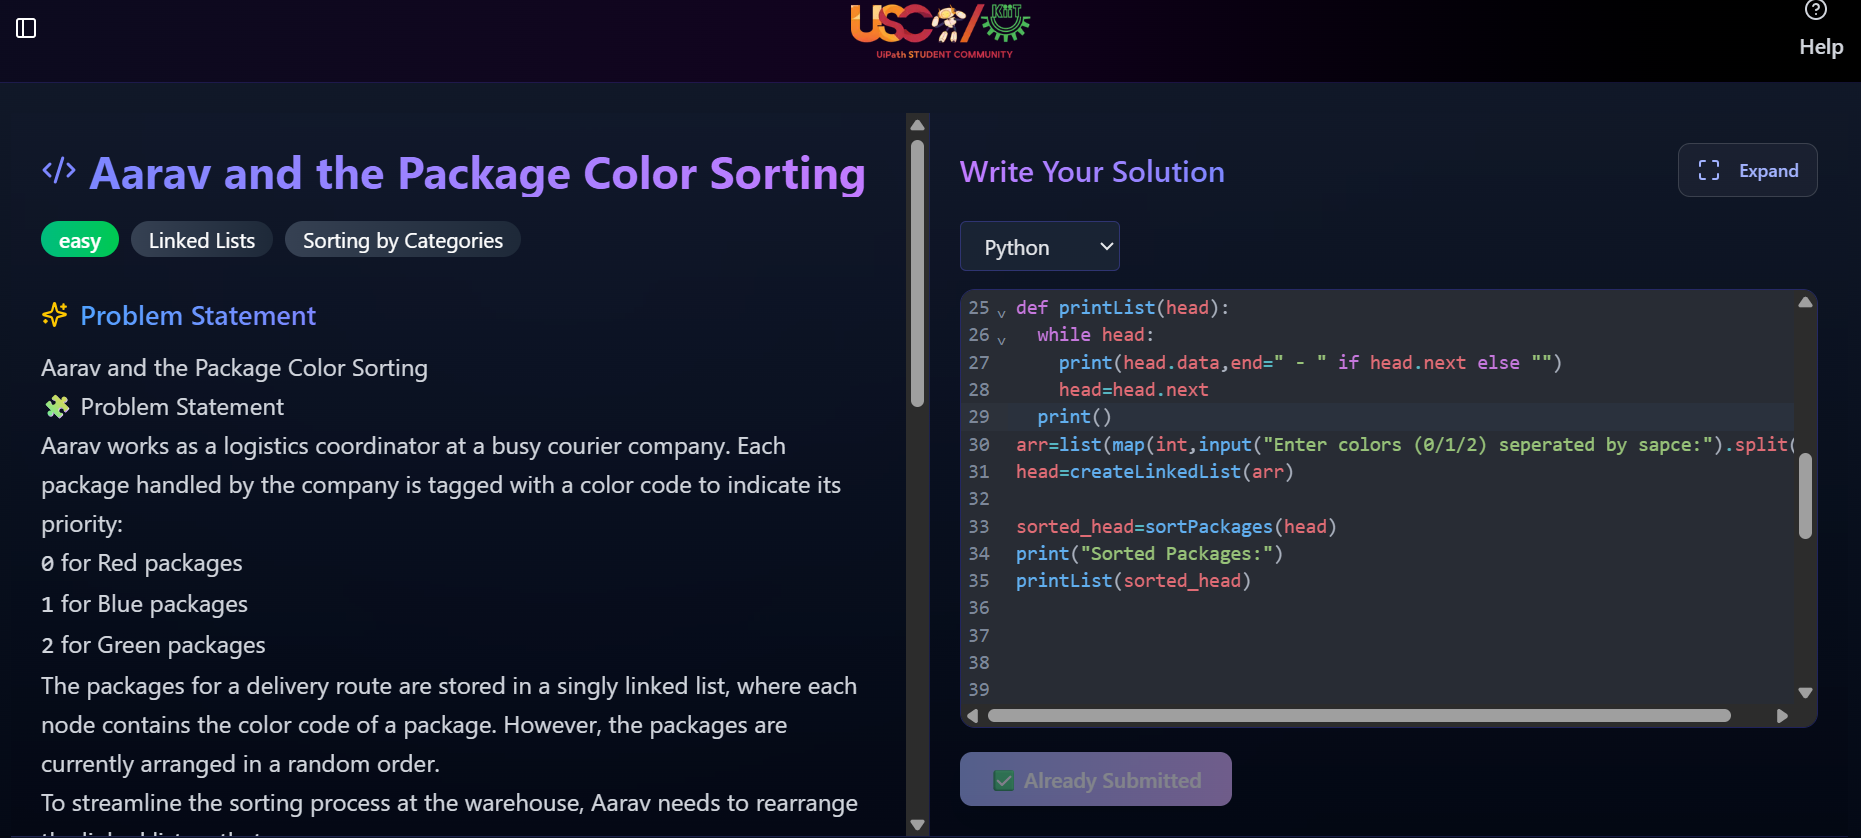 USC/KIIT
UiPath STUDENT COMMUNITY
Help
</> Aarav and the Package Color Sorting
easy
Linked Lists
Sorting by Categories
Problem Statement
Aarav and the Package Color Sorting
🧩 Problem Statement
Aarav works as a logistics coordinator at a busy courier company. Each
package handled by the company is tagged with a color code to indicate its
priority:
0 for Red packages
1 for Blue packages
2 for Green packages
The packages for a delivery route are stored in a singly linked list, where each
node contains the color code of a package. However, the packages are
currently arranged in a random order.
To streamline the sorting process at the warehouse, Aarav needs to rearrange
Write Your Solution
Expand
Python
25 def printList(head):
26   while head:
27     print(head.data,end=" - " if head.next else "")
28     head=head.next
29   print()
30 arr=list(map(int,input("Enter colors (0/1/2) seperated by sapce:").split(
31 head=createLinkedList(arr)
32
33 sorted_head=sortPackages(head)
34 print("Sorted Packages:")
35 printList(sorted_head)
36
37
38
39
✅ Already Submitted